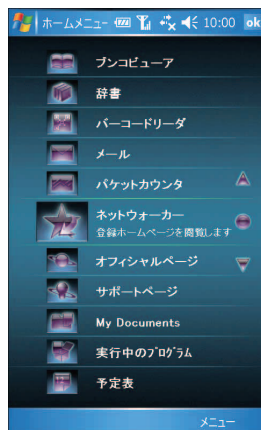 ホームメニュー 10:00 ok
ブンコビューア
辞書
バーコードリーダ
メール
パケットカウンタ
ネットウォーカー
登録ホームページを閲覧します
オフィシャルページ
サポートページ
My Documents
実行中のプログラム
予定表
メニュー